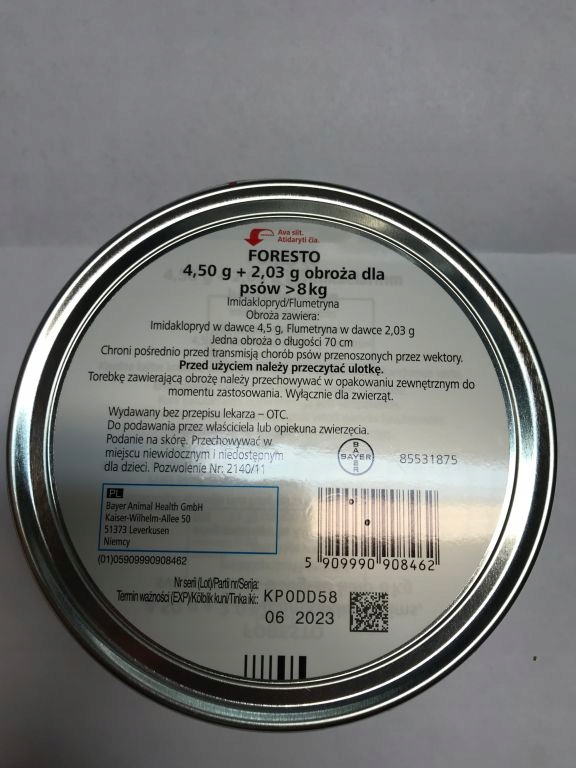 Ava siit.
Atidaryti čia.
FORESTO
4,50 g + 2,03 g obroża dla
psów >8kg
Imidaklopryd/Flumetryna
Obroża zawiera:
Imidaklopryd w dawce 4,5 g, Flumetryna w dawce 2,03 g
Jedna obroża o długości 70 cm
Chroni pośrednio przed transmisją chorób psów przenoszonych przez wektory.
Przed użyciem należy przeczytać ulotkę.
Torebkę zawierającą obrożę należy przechowywać w opakowaniu zewnętrznym do
momentu zastosowania. Wyłącznie dla zwierząt.
Wydawany bez przepisu lekarza – OTC.
Do podawania przez właściciela lub opiekuna zwierzęcia.
Podanie na skórę. Przechowywać w
miejscu niewidocznym i niedostępnym
dla dzieci. Pozwolenie Nr: 2140/11
BAYER
BAYER
85531875
PL
Bayer Animal Health GmbH
Kaiser-Wilhelm-Allee 50
51373 Leverkusen
Niemcy
(01)05909990908462
5 909990 908462
Nr serii (Lot)/Partii nr/Serija: KP0DD58
Termin ważności (EXP)/Kõlblik kuni/Tinka iki: 06 2023